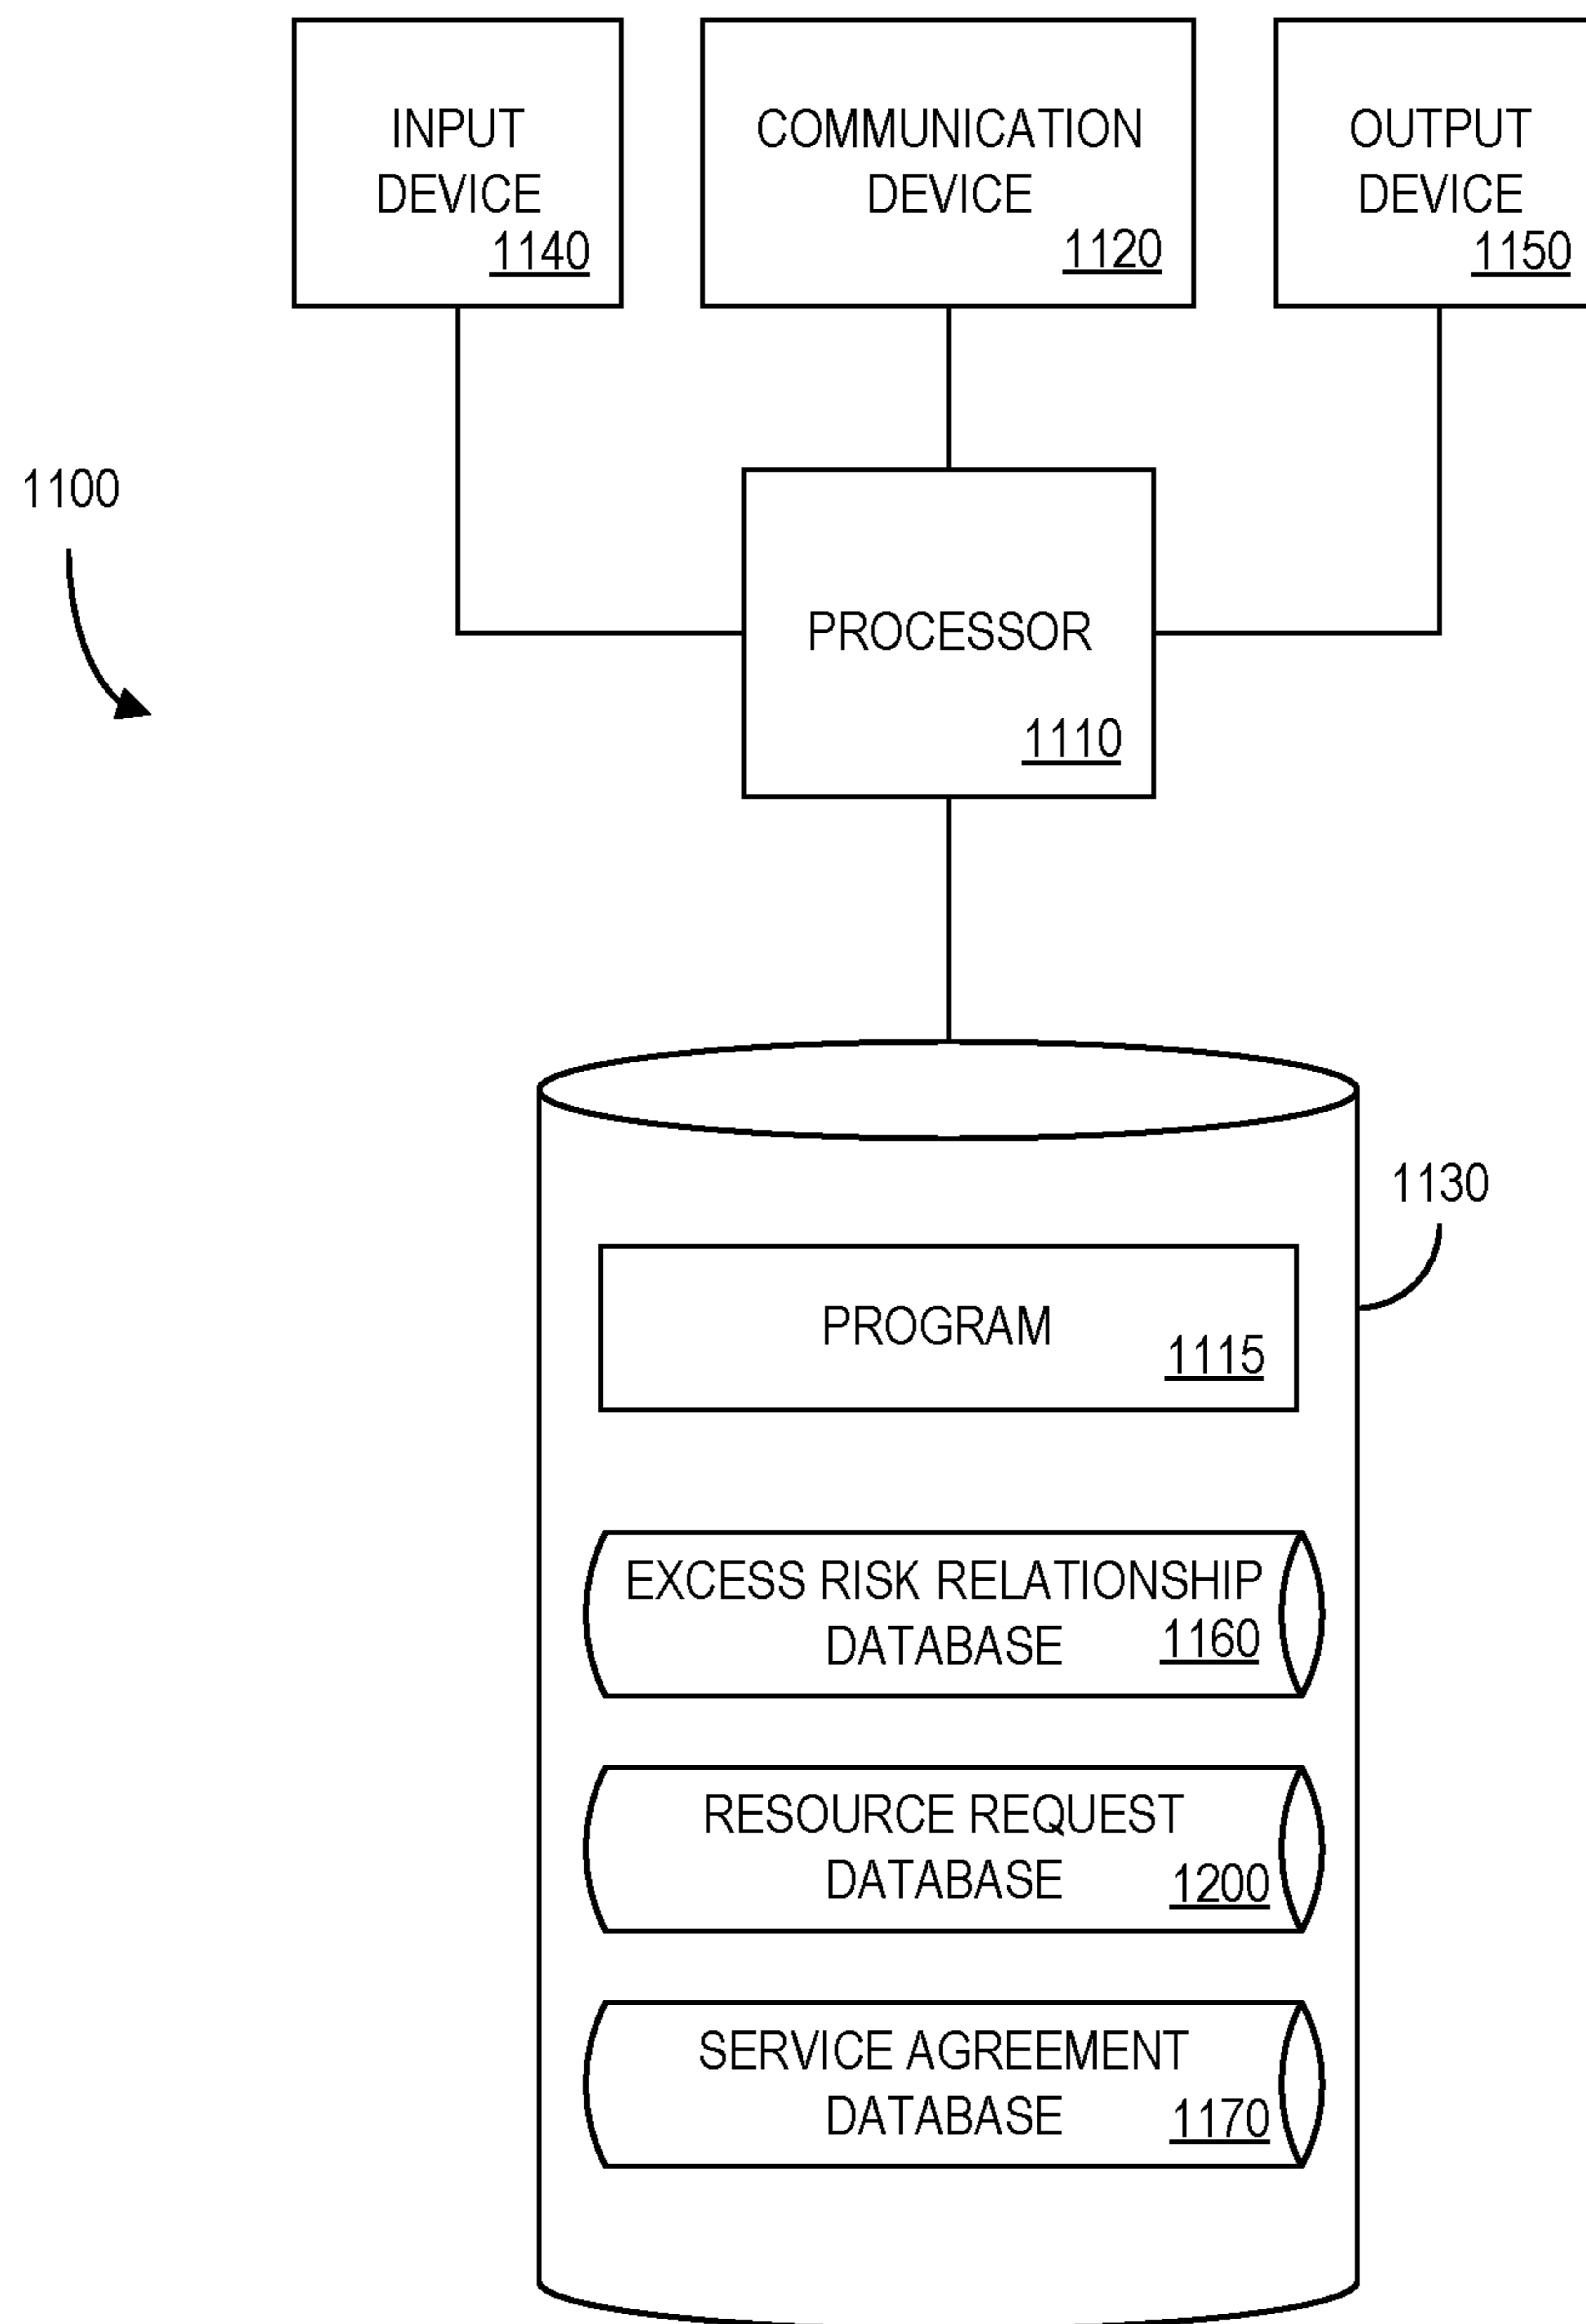 INPUT
DEVICE
1140
COMMUNICATION
DEVICE
1120
OUTPUT
DEVICE
1150
1100
PROCESSOR
1110
1130
PROGRAM
1115
EXCESS RISK RELATIONSHIP
DATABASE 1160
RESOURCE REQUEST
DATABASE 1200
SERVICE AGREEMENT
DATABASE 1170